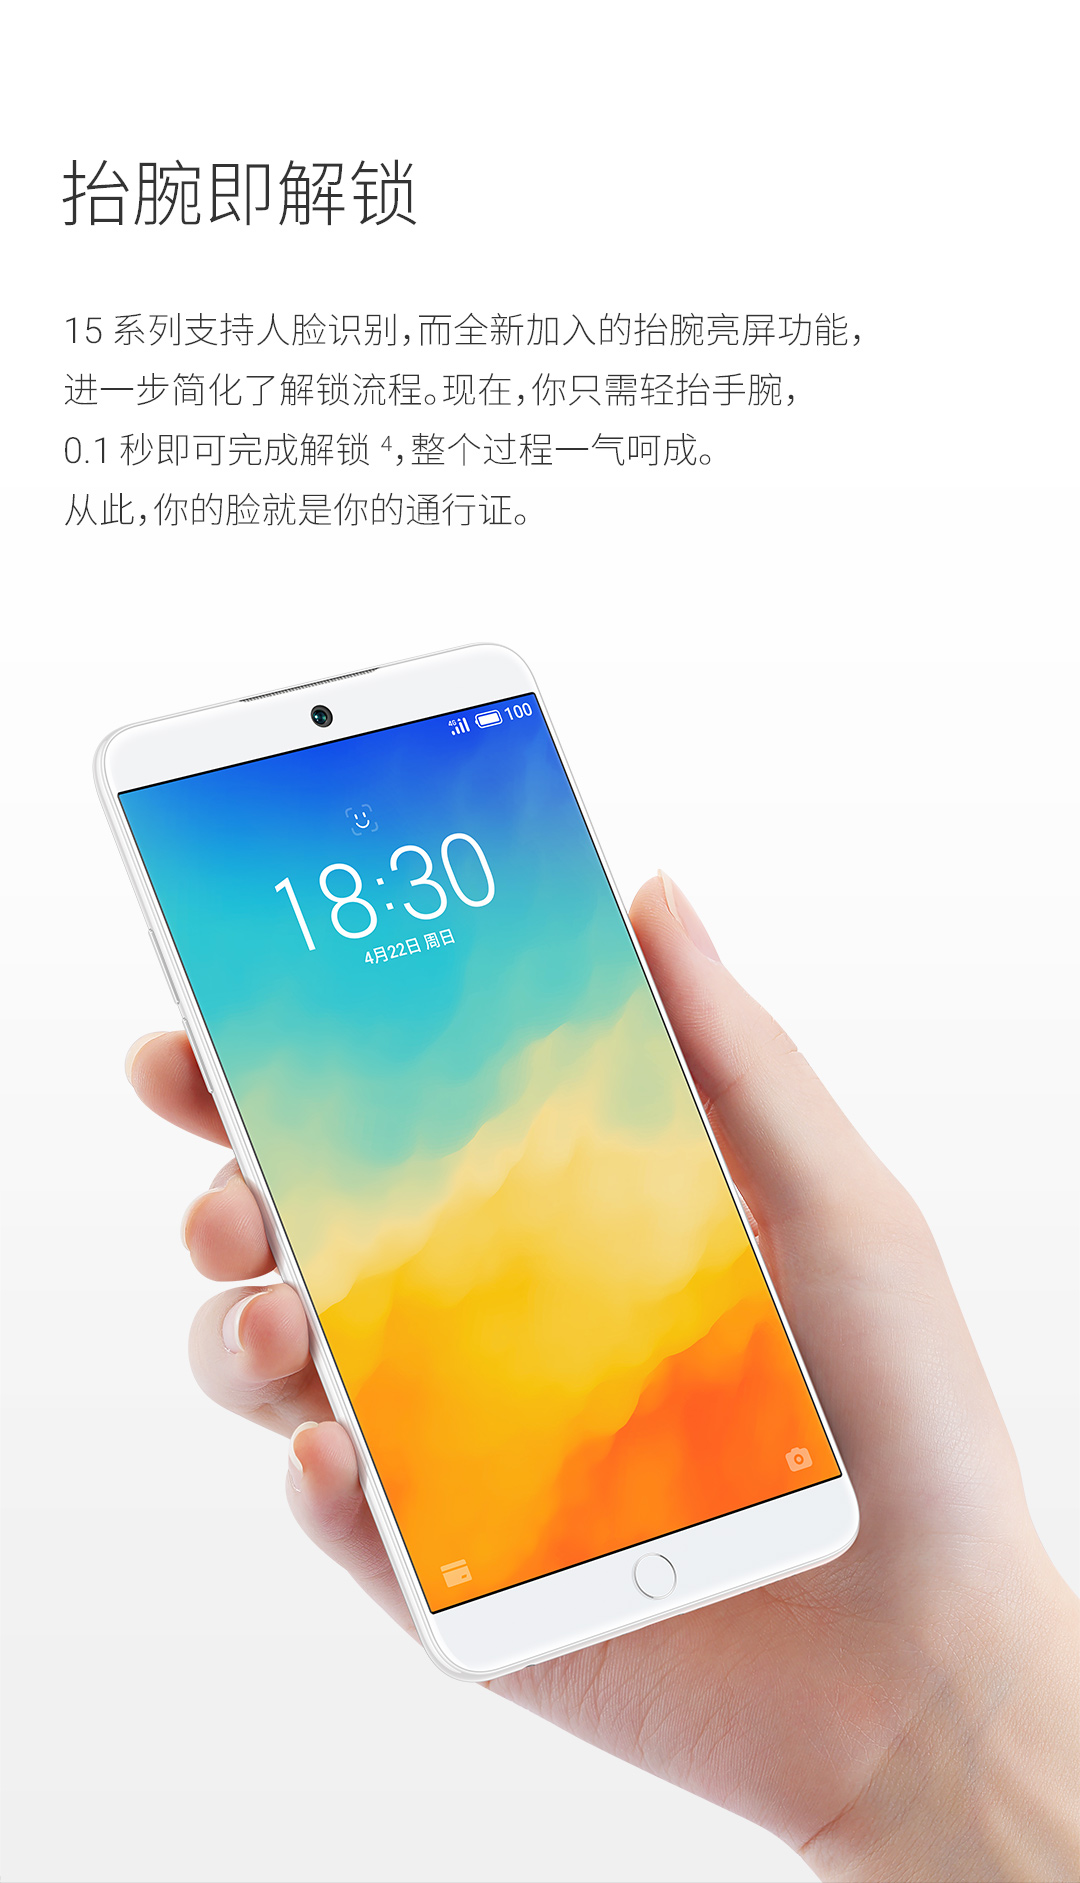 抬腕即解锁
15 系列支持人脸识别,而全新加入的抬腕亮屏功能,
进一步简化了解锁流程。现在,你只需轻抬手腕,
0.1 秒即可完成解锁 ⁴,整个过程一气呵成。
从此,你的脸就是你的通行证。
4G 100
18:30
4月22日 周日